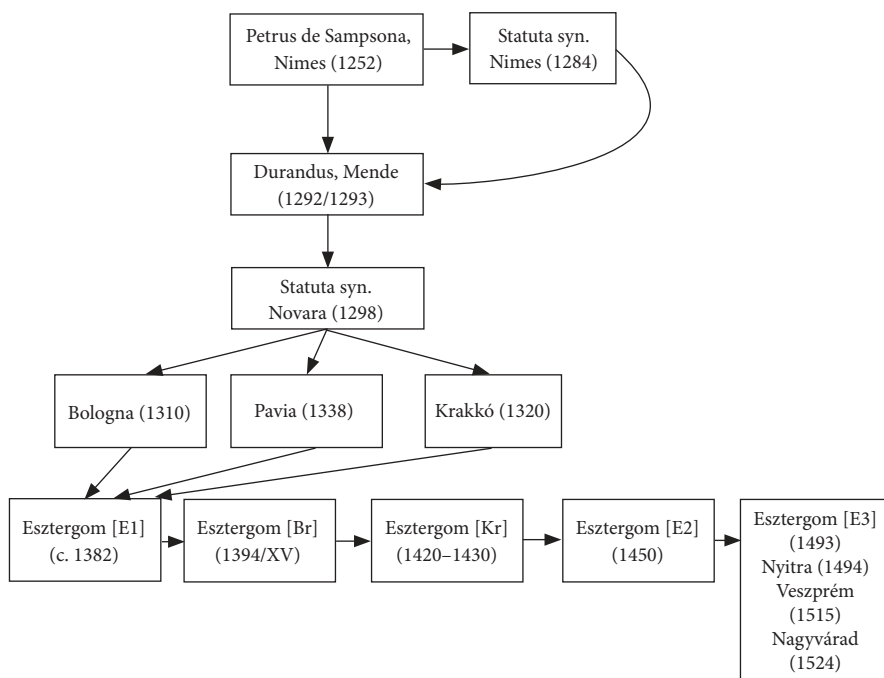 Petrus de Sampsona,
Nimes (1252)
Statuta syn.
Nimes (1284)
Durandus, Mende
(1292/1293)
Statuta syn.
Novara (1298)
Bologna (1310)
Pavia (1338)
Krakkó (1320)
Esztergom [E1]
(c. 1382)
Esztergom [Br]
(1394/XV)
Esztergom [Kr]
(1420–1430)
Esztergom [E2]
(1450)
Esztergom [E3]
(1493)
Nyitra (1494)
Veszprém
(1515)
Nagyvárad
(1524)